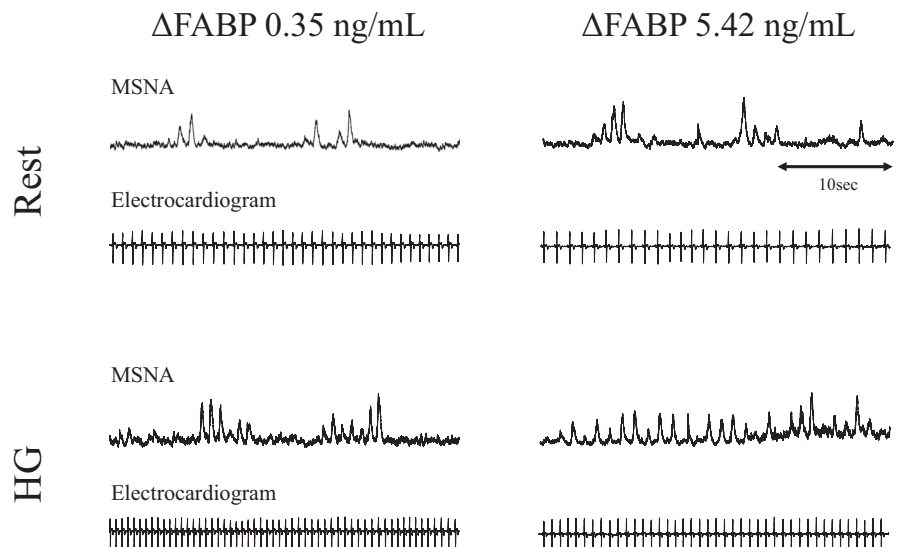 ΔFABP 0.35 ng/mL
ΔFABP 5.42 ng/mL
Rest
MSNA
10sec
Electrocardiogram
HG
MSNA
Electrocardiogram